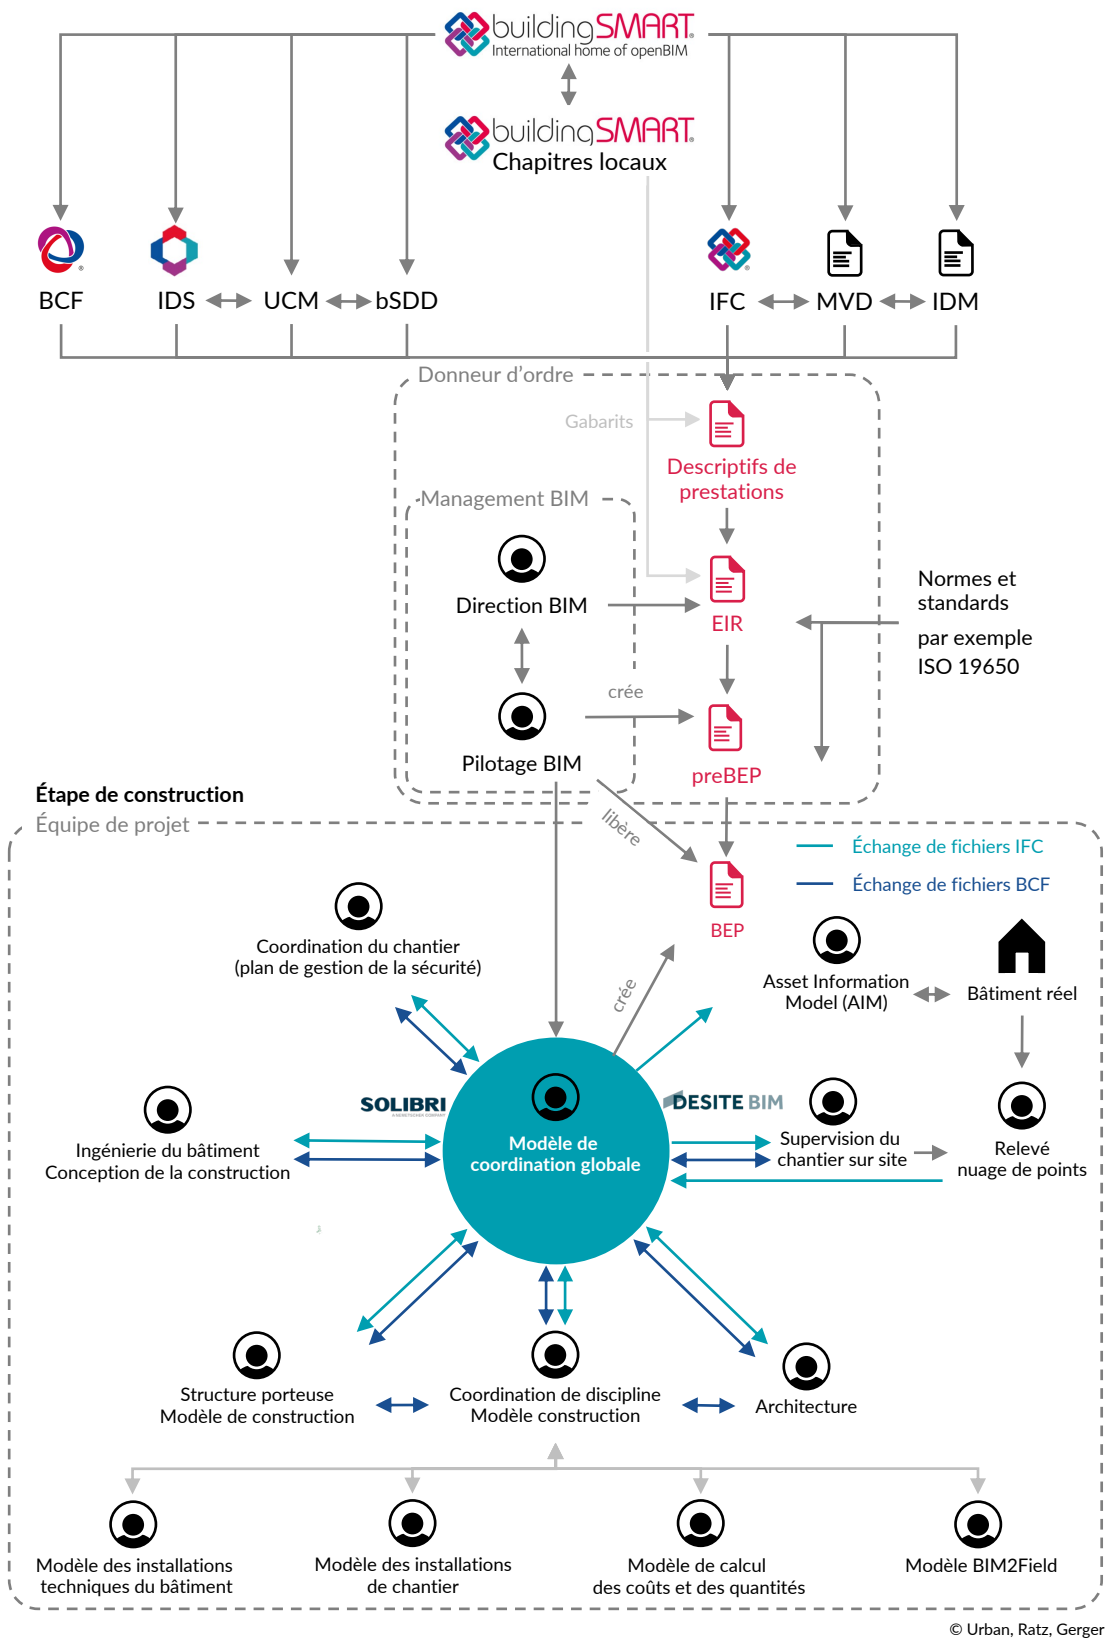 buildingSMART®
International home of openBIM
buildingSMART®
Chapitres locaux
BCF
IDS
UCM
bSDD
IFC
MVD
IDM
Donneur d'ordre
Gabarits
Descriptifs de
prestations
Management BIM
Direction BIM
EIR
Normes et
standards
par exemple
ISO 19650
crée
Pilotage BIM
preBEP
Étape de construction
Équipe de projet
libère
Échange de fichiers IFC
Échange de fichiers BCF
BEP
Coordination du chantier
(plan de gestion de la sécurité)
crée
Asset Information
Model (AIM)
Bâtiment réel
SOLIBRI
DESITE BIM
Ingénierie du bâtiment
Conception de la construction
Modèle de
coordination globale
Supervision du
chantier sur site
Relevé
nuage de points
Structure porteuse
Modèle de construction
Coordination de discipline
Modèle construction
Architecture
Modèle des installations
techniques du bâtiment
Modèle des installations
de chantier
Modèle de calcul
des coûts et des quantités
Modèle BIM2Field
© Urban, Ratz, Gerger